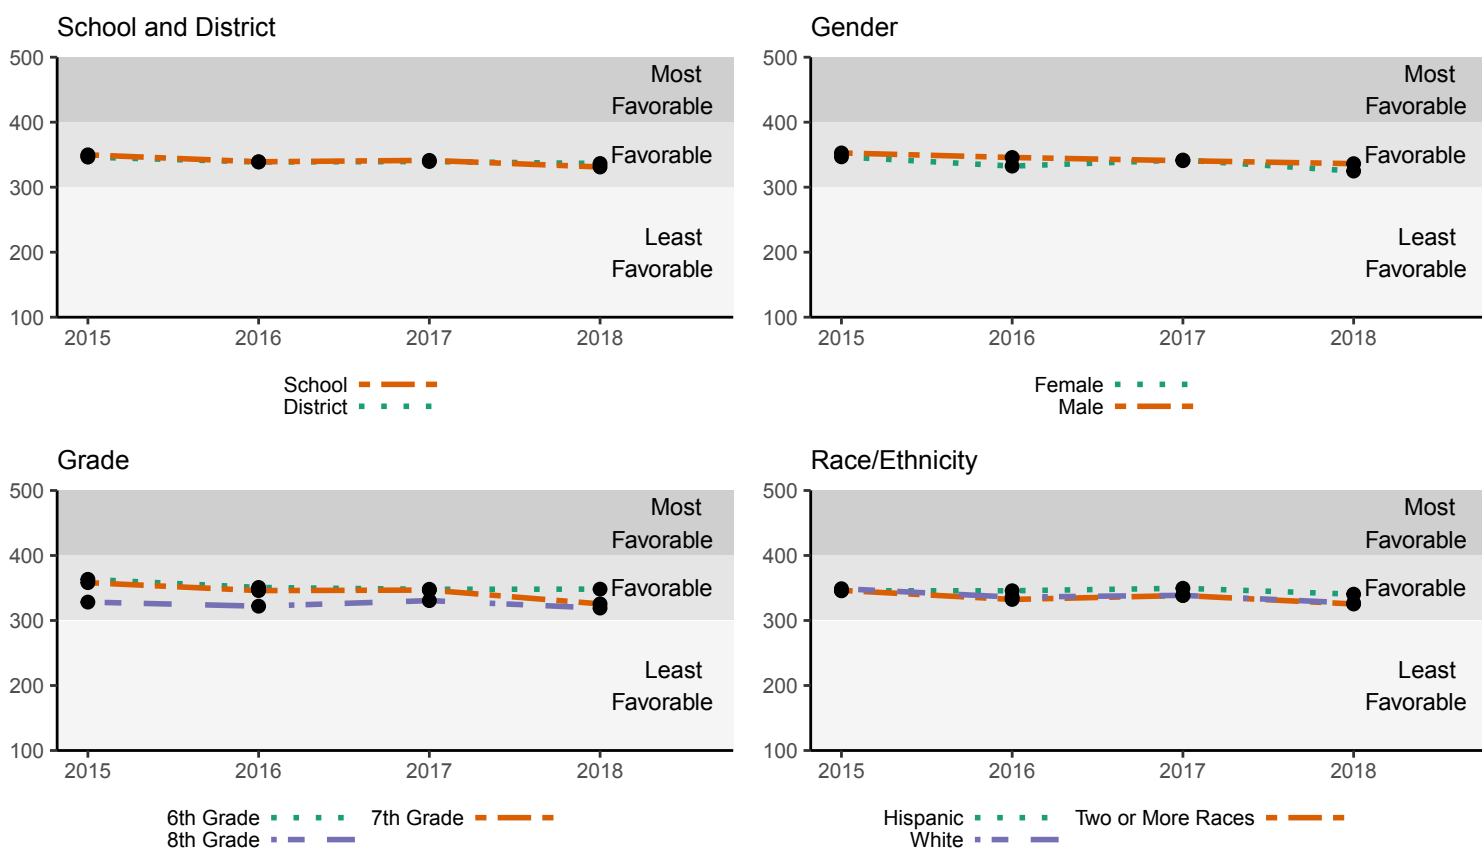 School and District
500
Most
Favorable
400
Favorable
300
Least
Favorable
200
100
2015 2016 2017 2018
School
District
Gender
500
Most
Favorable
400
Favorable
300
Least
Favorable
200
100
2015 2016 2017 2018
Female
Male
Grade
500
Most
Favorable
400
Favorable
300
Least
Favorable
200
100
2015 2016 2017 2018
6th Grade 7th Grade
8th Grade
Race/Ethnicity
500
Most
Favorable
400
Favorable
300
Least
Favorable
200
100
2015 2016 2017 2018
Hispanic Two or More Races
White